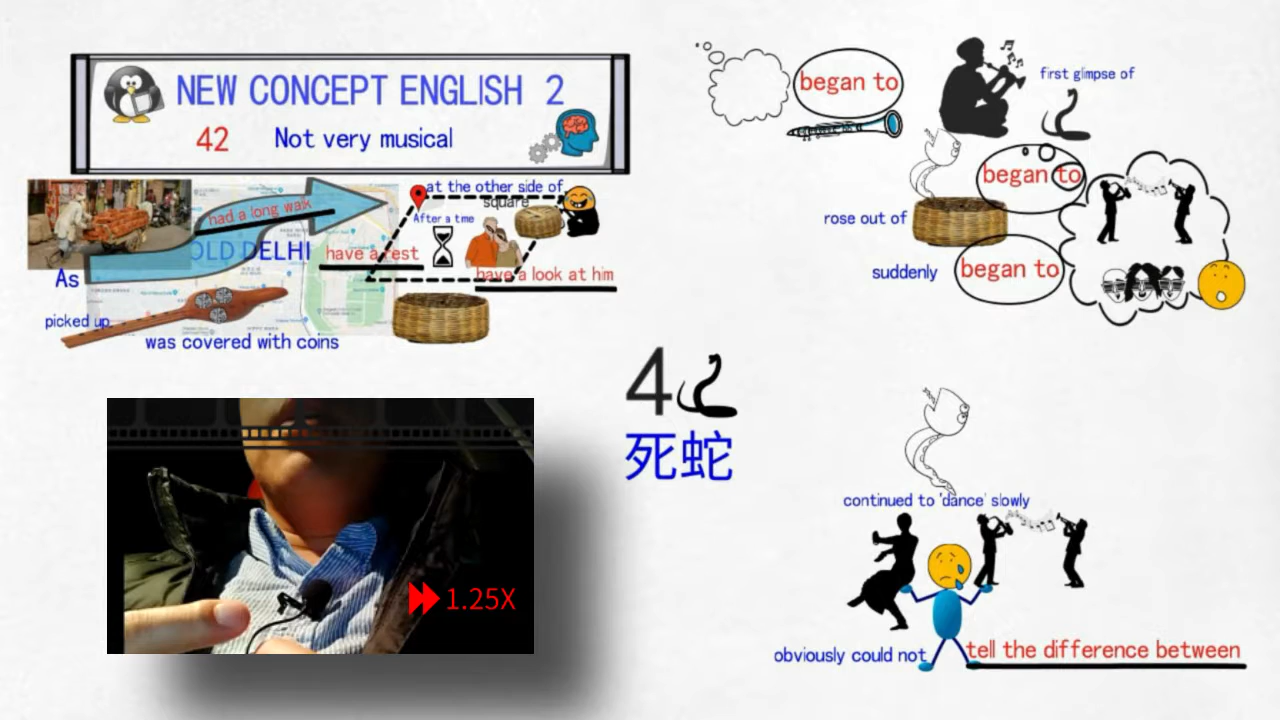 NEW CONCEPT ENGLISH 2
42 Not very musical
had a long walk
at the other side of
square
After a tme
OLD DELHI
have a rest
have a look at him
As
picked up
was covered with coins
began to
first glimpse of
began to
rose out of
suddenly
began to
4
死蛇
continued to 'dance' slowly
1.25X
obviously could not
tell the difference between